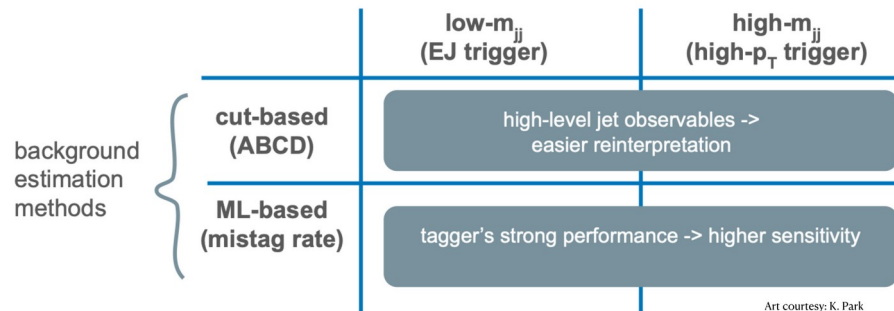 low-mjj
(EJ trigger)
high-mjj
(high-pT trigger)
background
estimation
methods
cut-based
(ABCD)
high-level jet observables ->
easier reinterpretation
ML-based
(mistag rate)
tagger's strong performance -> higher sensitivity
Art courtesy: K. Park